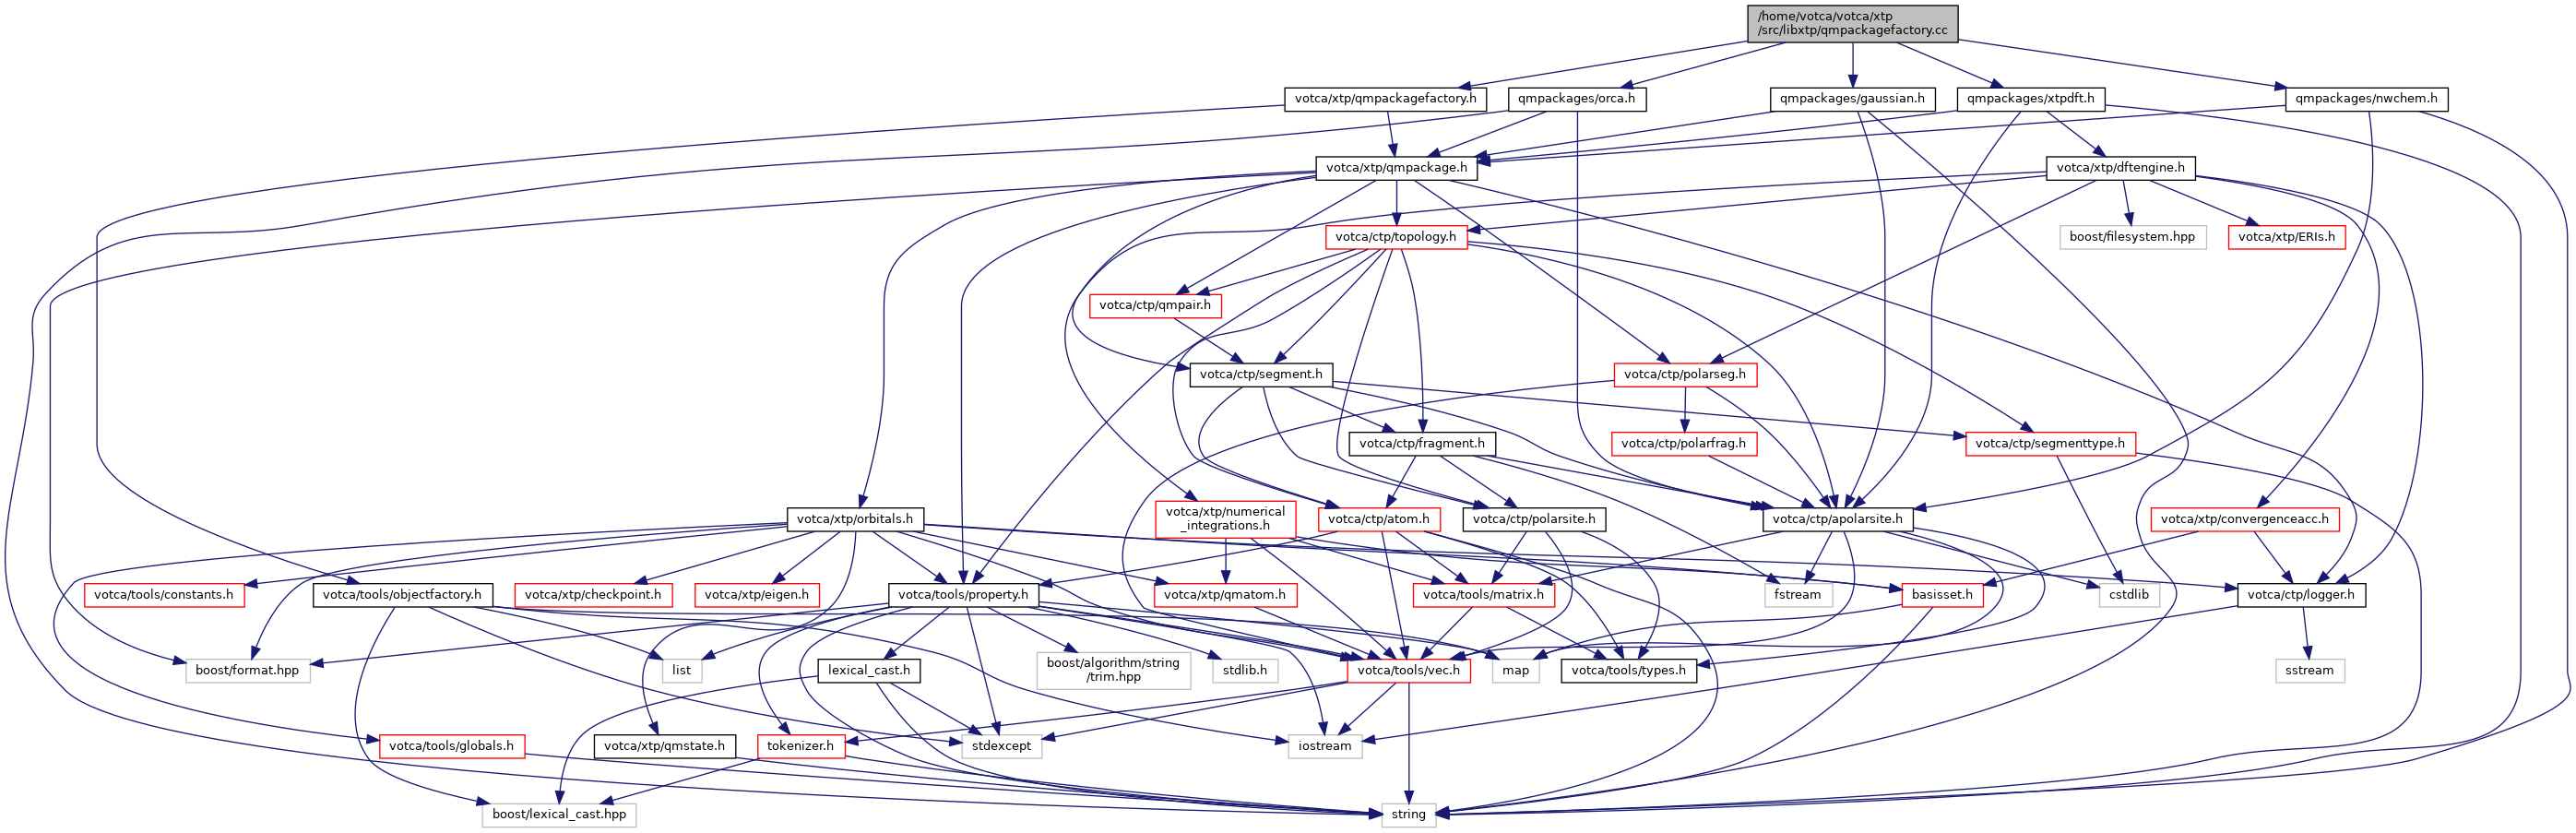 /home/votca/votca/xtp
/src/libxtp/qmpackagefactory.cc
votca/xtp/qmpackagefactory.h
qmpackages/orca.h
qmpackages/gaussian.h
qmpackages/xtpdft.h
qmpackages/nwchem.h
votca/xtp/qmpackage.h
votca/xtp/dftengine.h
votca/ctp/topology.h
boost/filesystem.hpp
votca/xtp/ERIs.h
votca/ctp/qmpair.h
votca/ctp/segment.h
votca/ctp/polarseg.h
votca/ctp/fragment.h
votca/ctp/polarfrag.h
votca/ctp/segmenttype.h
votca/xtp/orbitals.h
votca/xtp/numerical
_integrations.h
votca/ctp/atom.h
votca/ctp/polarsite.h
votca/ctp/apolarsite.h
votca/xtp/convergenceacc.h
votca/tools/constants.h
votca/tools/objectfactory.h
votca/xtp/checkpoint.h
votca/xtp/eigen.h
votca/tools/property.h
votca/xtp/qmatom.h
votca/tools/matrix.h
fstream
basisset.h
cstdlib
votca/ctp/logger.h
boost/format.hpp
list
lexical_cast.h
boost/algorithm/string
/trim.hpp
stdlib.h
votca/tools/vec.h
map
votca/tools/types.h
sstream
votca/tools/globals.h
votca/xtp/qmstate.h
tokenizer.h
stdexcept
iostream
boost/lexical_cast.hpp
string